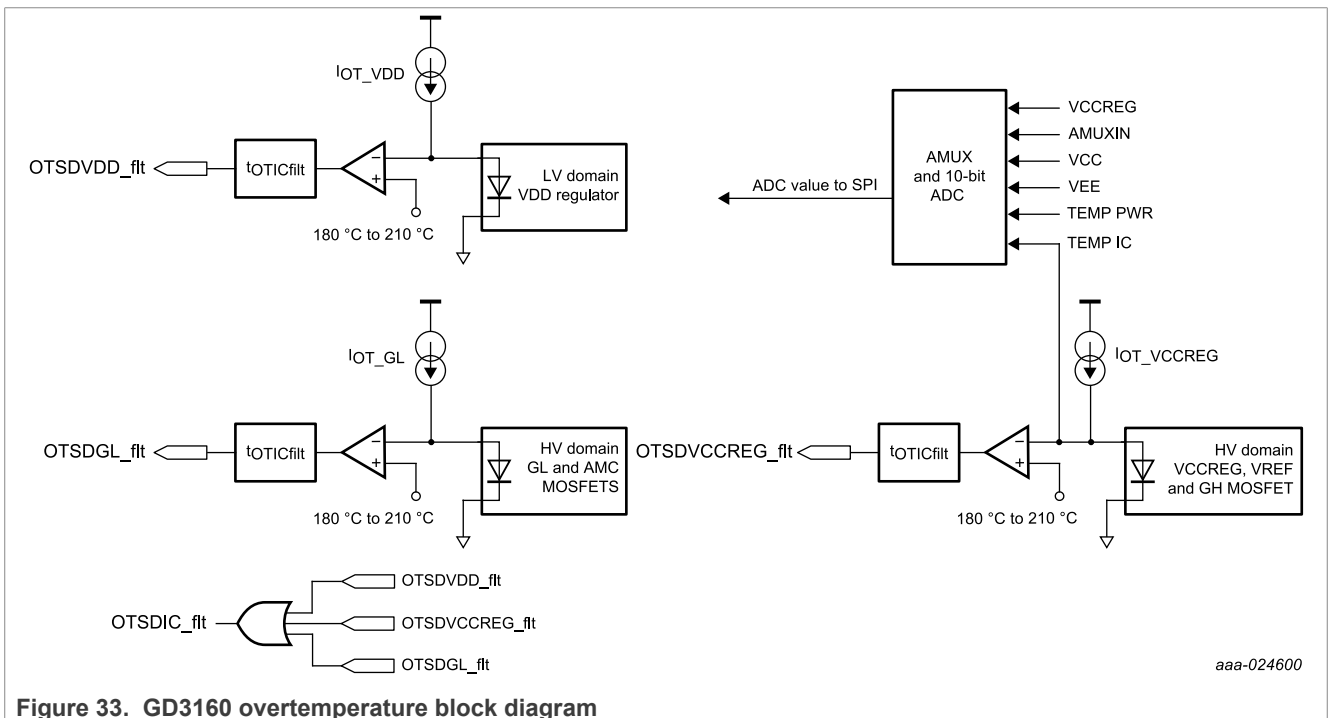 IOT_VDD
OTSDVDD_flt
tOTICfilt
−
+
LV domain
VDD regulator
180 °C to 210 °C
AMUX
and 10-bit
ADC
ADC value to SPI
VCCREG
AMUXIN
VCC
VEE
TEMP PWR
TEMP IC
IOT_GL
OTSDGL_flt
tOTICfilt
−
+
HV domain
GL and AMC
MOSFETS
180 °C to 210 °C
IOT_VCCREG
OTSDVCCREG_flt
tOTICfilt
−
+
HV domain
VCCREG, VREF
and GH MOSFET
180 °C to 210 °C
OTSDIC_flt
OTSDVDD_flt
OTSDVCCREG_flt
OTSDGL_flt
aaa-024600
Figure 33. GD3160 overtemperature block diagram